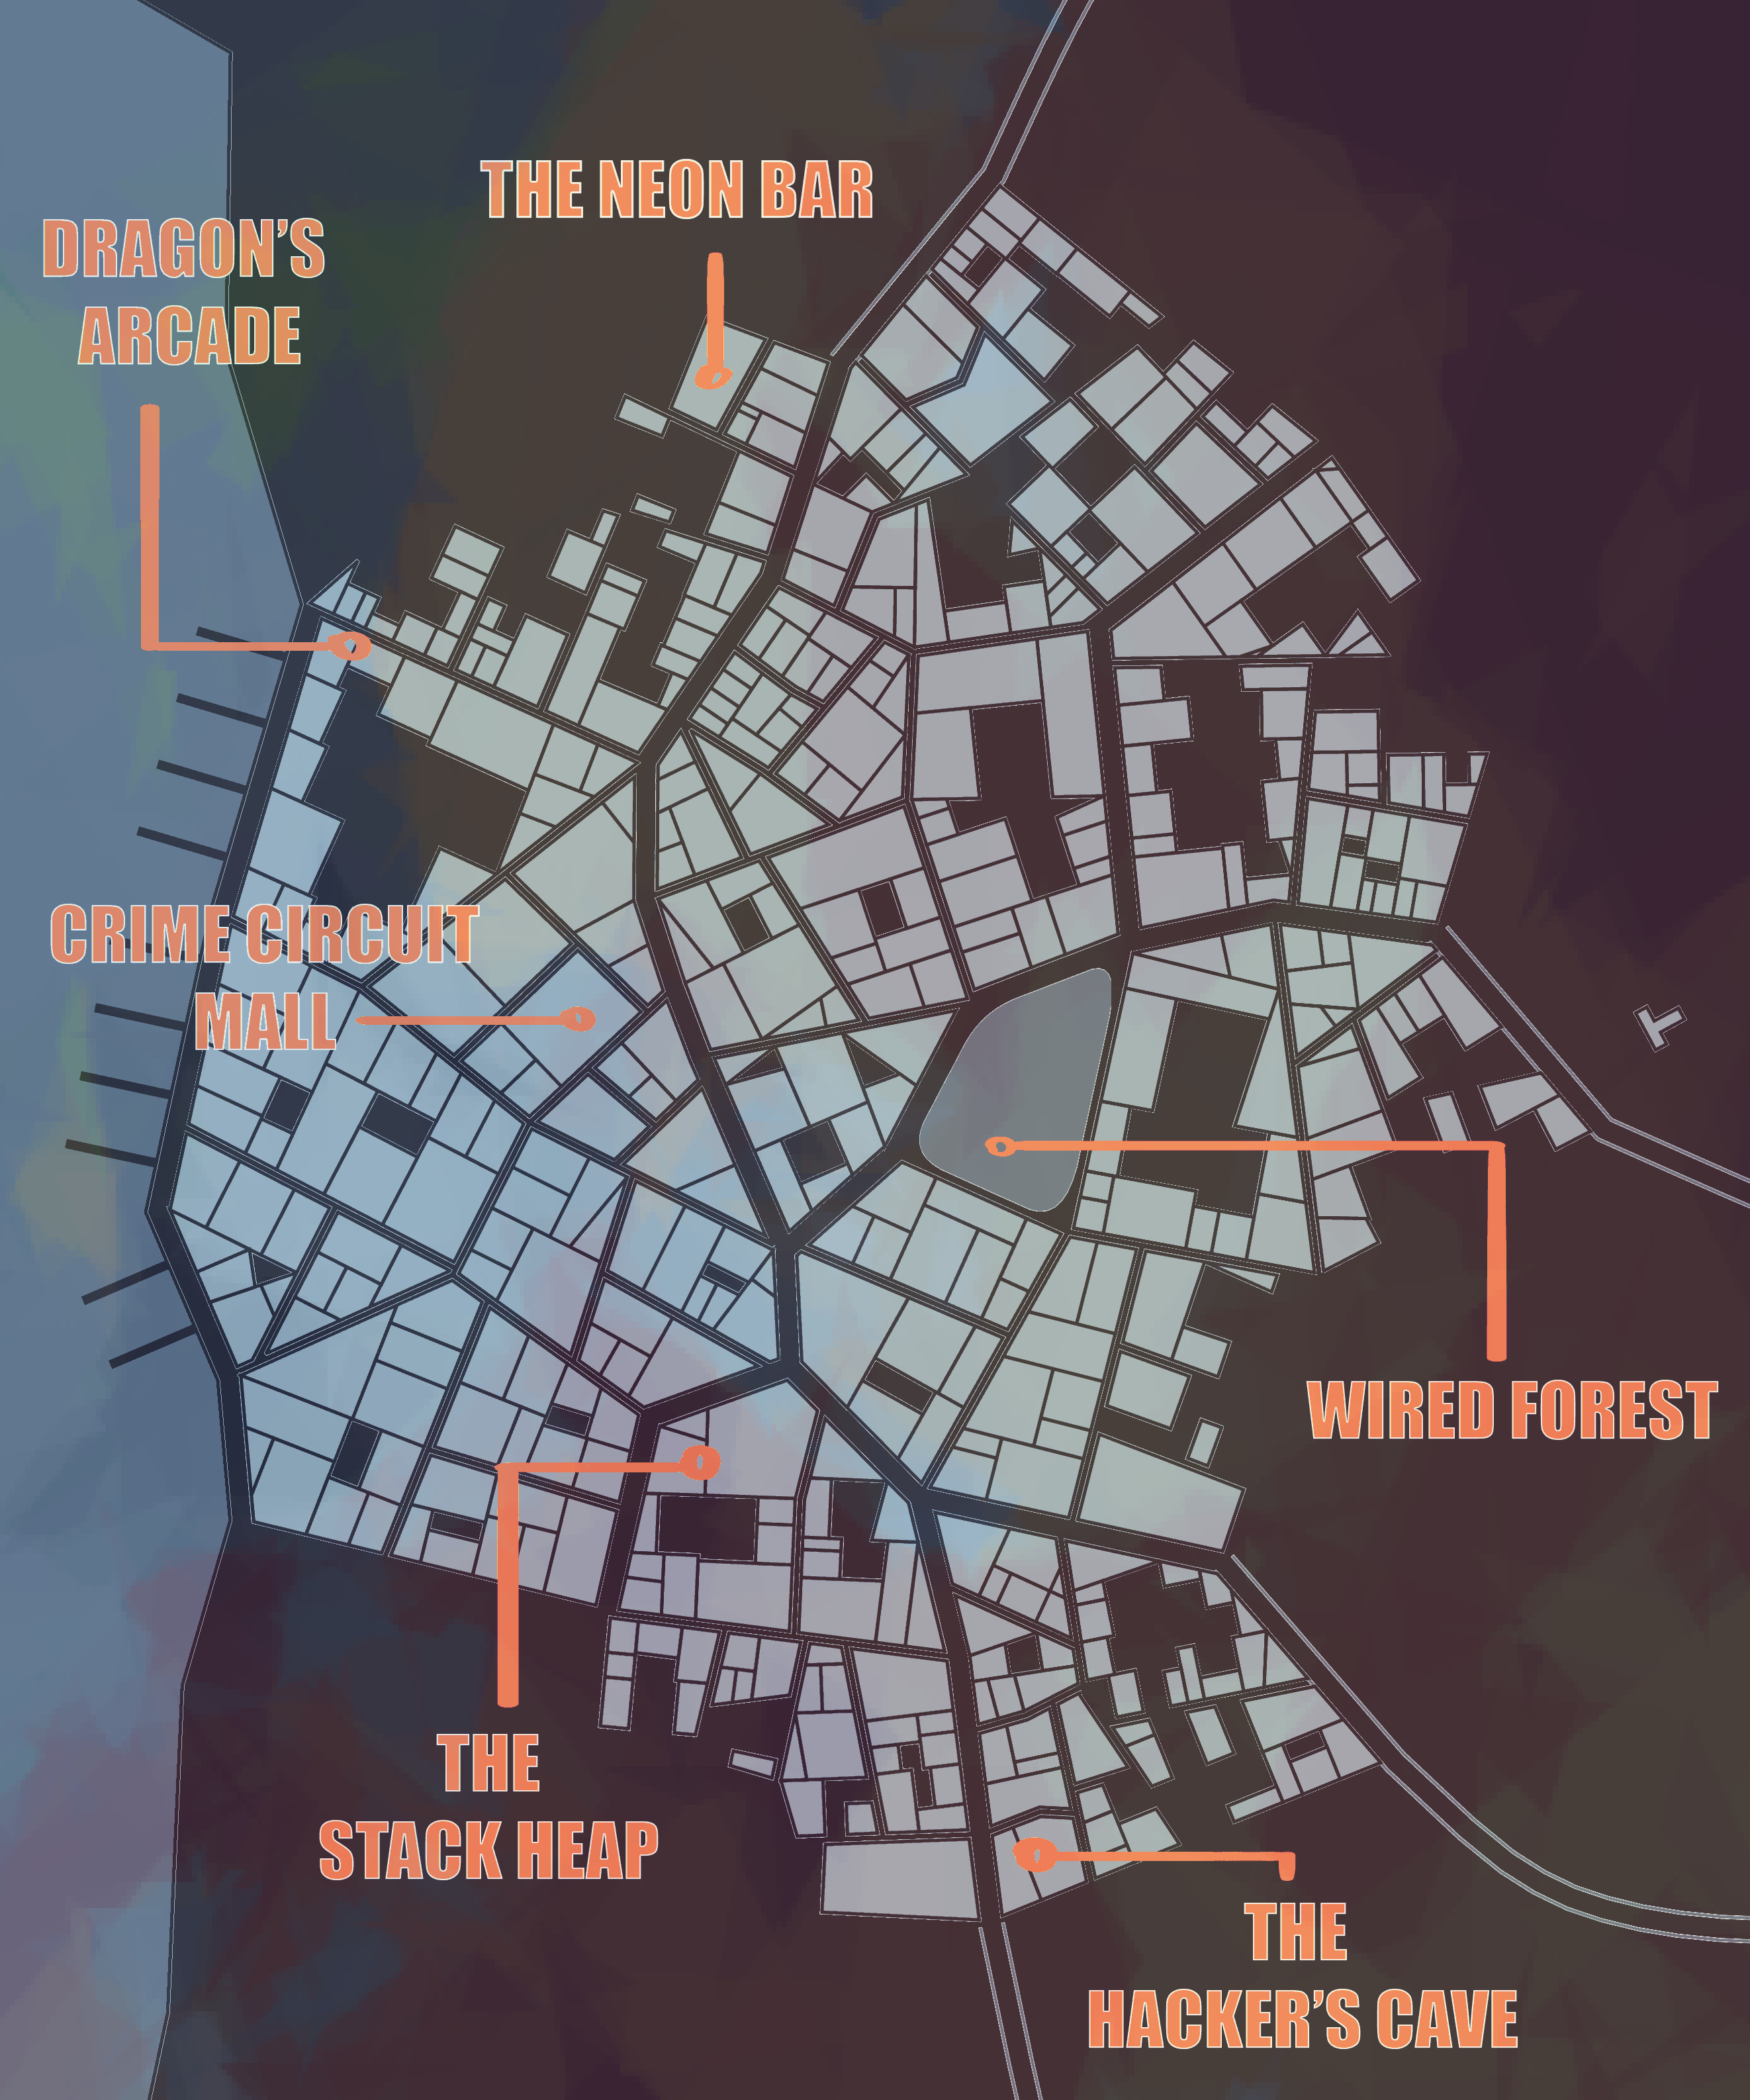 THE NEON BAR
DRAGON’S
ARCADE
CRIME CIRCUIT
MALL
WIRED FOREST
THE
STACK HEAP
THE
HACKER’S CAVE